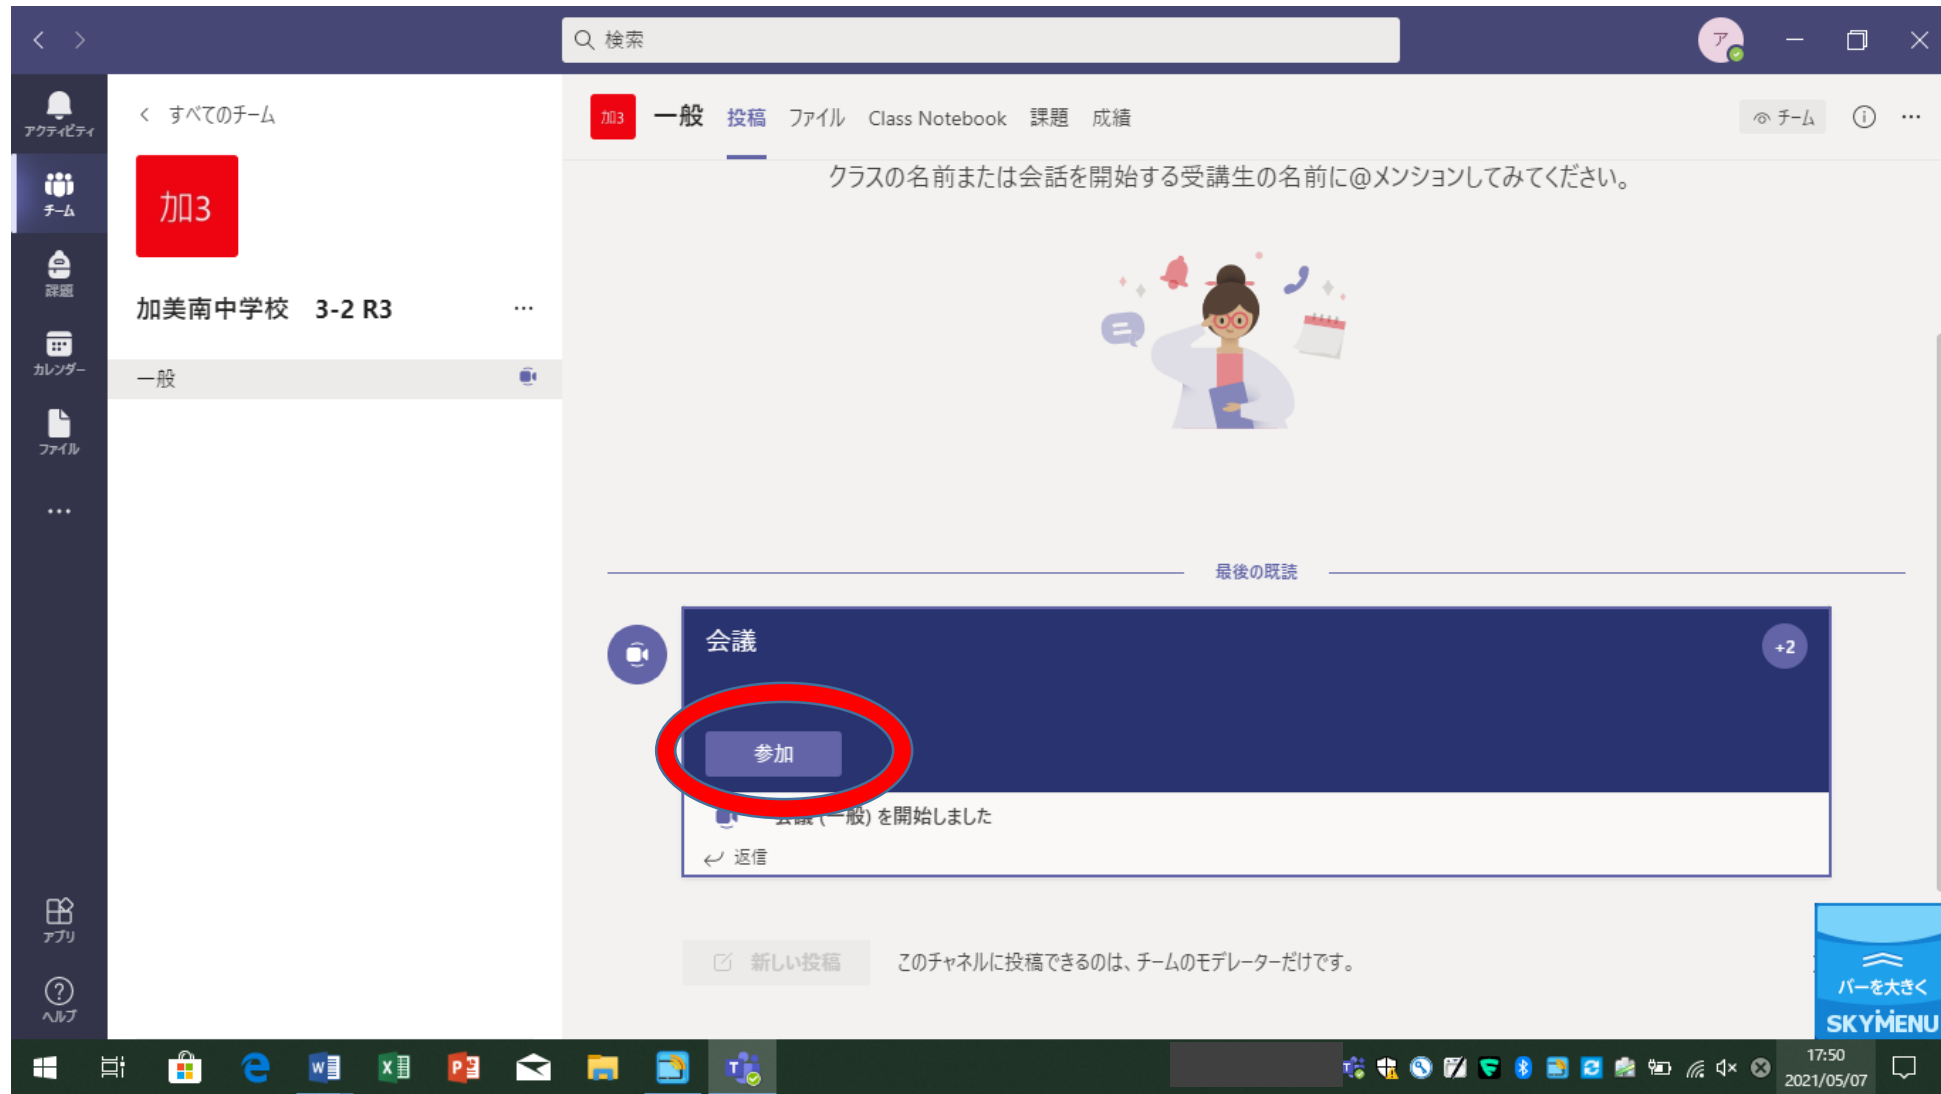 検索
ア
アクティビティ
チーム
課題
カレンダー
ファイル
アプリ
ヘルプ
すべてのチーム
加3
加美南中学校 3-2 R3
一般
加3
一般 投稿 ファイル Class Notebook 課題 成績
チーム
クラスの名前または会話を開始する受講生の名前に@メンションしてみてください。
最後の既読
会議
+2
参加
会議 (一般) を開始しました
返信
新しい投稿 このチャネルに投稿できるのは、チームのモデレーターだけです。
バーを大きく
SKYMENU
17:50
2021/05/07